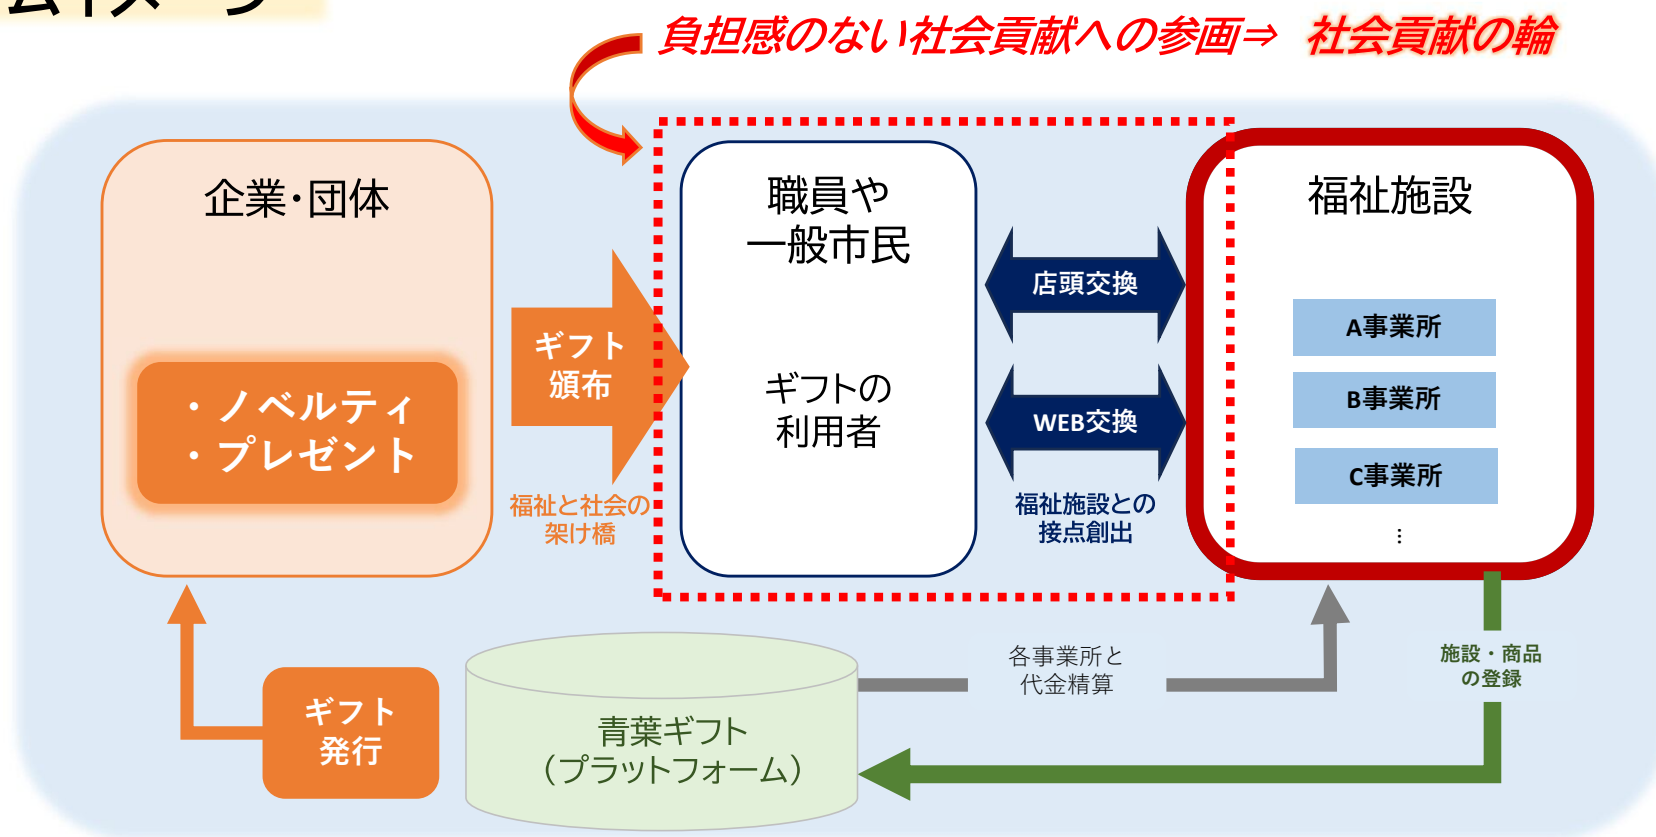 負担感のない社会貢献への参画⇒ 社会貢献の輪
企業・団体
・ノベルティ
・プレゼント
ギフト
頒布
福祉と社会の
架け橋
職員や
一般市民
ギフトの
利用者
店頭交換
WEB交換
福祉施設との
接点創出
福祉施設
A事業所
B事業所
C事業所
⋮
ギフト
発行
青葉ギフト
（プラットフォーム）
各事業所と
代金精算
施設・商品
の登録